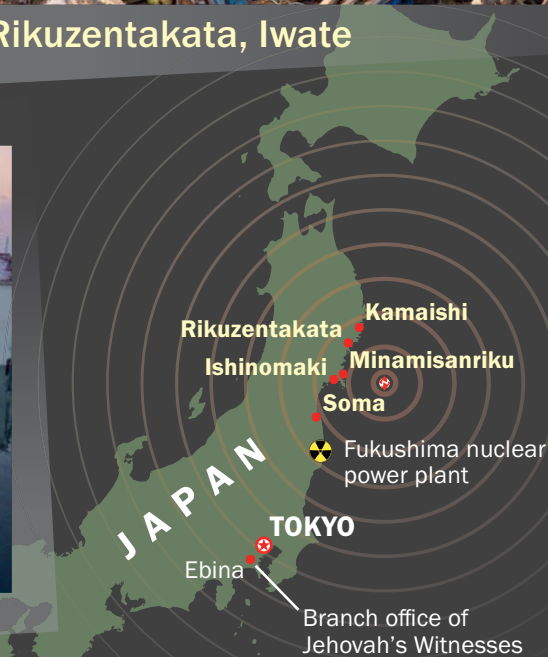 Rikuzentakata, Iwate
Kamaishi
Rikuzentakata
Minamisanriku
Ishinomaki
Soma
Fukushima nuclear
power plant
JAPAN
TOKYO
Ebina
Branch office of
Jehovah's Witnesses